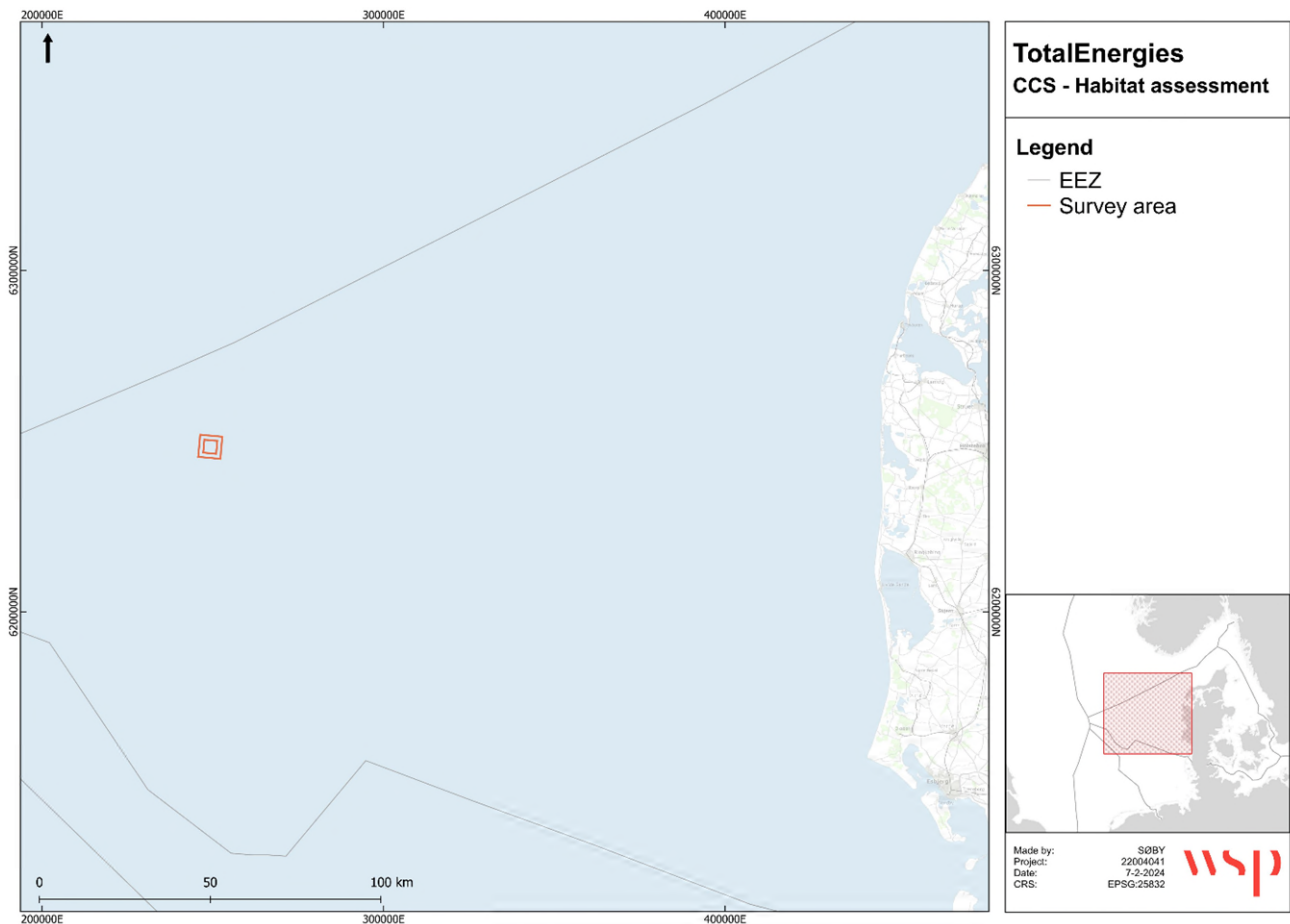 200000E 300000E 400000E
6300000N 6300000N
6200000N 6200000N
0 50 100 km
200000E 300000E 400000E
TotalEnergies
CCS - Habitat assessment
Legend
EEZ
Survey area
Made by: SØBY
Project: 22004041
Date: 7-2-2024
CRS: EPSG:25832
wsp